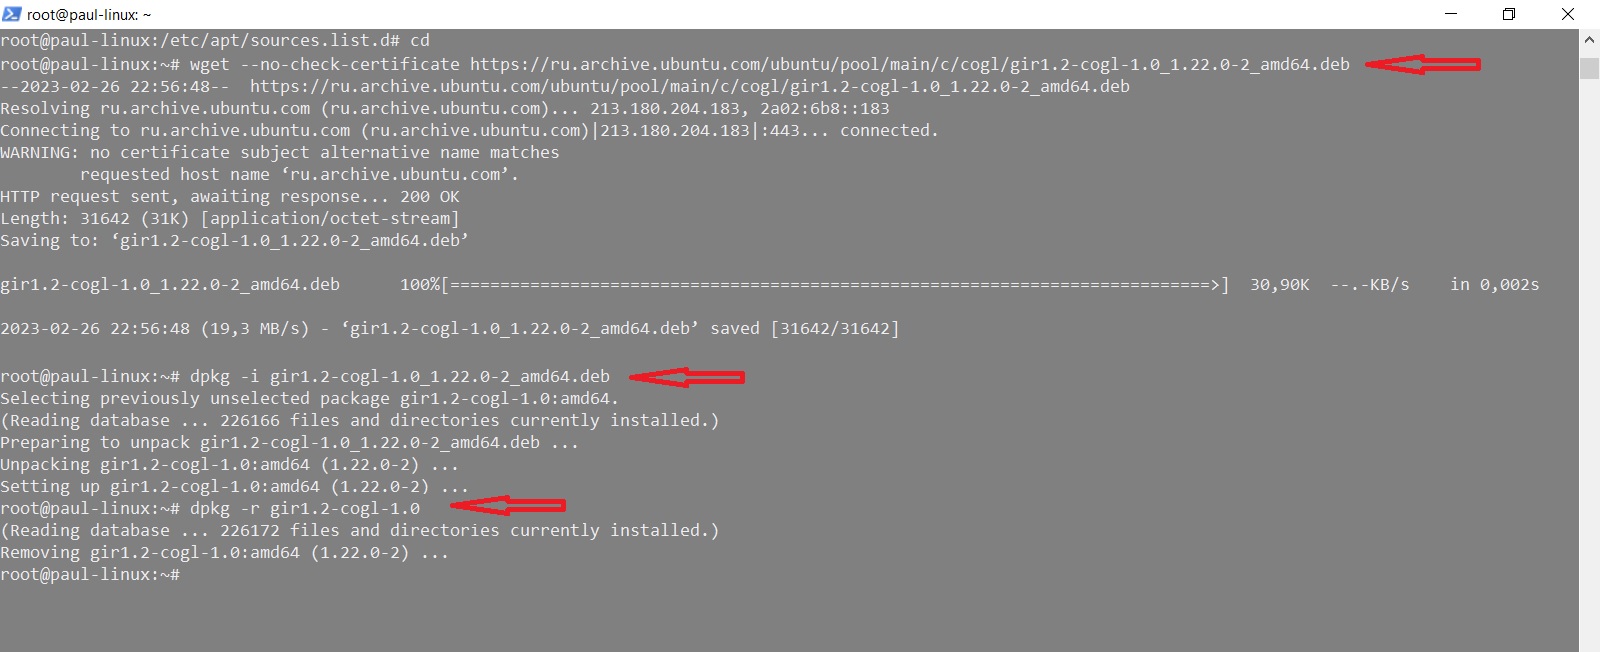 root@paul-linux: ~
root@paul-linux:/etc/apt/sources.list.d# cd
root@paul-linux:~# wget --no-check-certificate https://ru.archive.ubuntu.com/ubuntu/pool/main/c/cogl/gir1.2-cogl-1.0_1.22.0-2_amd64.deb
--2023-02-26 22:56:48--  https://ru.archive.ubuntu.com/ubuntu/pool/main/c/cogl/gir1.2-cogl-1.0_1.22.0-2_amd64.deb
Resolving ru.archive.ubuntu.com (ru.archive.ubuntu.com)... 213.180.204.183, 2a02:6b8::183
Connecting to ru.archive.ubuntu.com (ru.archive.ubuntu.com)|213.180.204.183|:443... connected.
WARNING: no certificate subject alternative name matches
        requested host name ‘ru.archive.ubuntu.com’.
HTTP request sent, awaiting response... 200 OK
Length: 31642 (31K) [application/octet-stream]
Saving to: ‘gir1.2-cogl-1.0_1.22.0-2_amd64.deb’
gir1.2-cogl-1.0_1.22.0-2_amd64.deb      100%[============================================================================>]  30,90K  --.-KB/s    in 0,002s
2023-02-26 22:56:48 (19,3 MB/s) - ‘gir1.2-cogl-1.0_1.22.0-2_amd64.deb’ saved [31642/31642]
root@paul-linux:~# dpkg -i gir1.2-cogl-1.0_1.22.0-2_amd64.deb
Selecting previously unselected package gir1.2-cogl-1.0:amd64.
(Reading database ... 226166 files and directories currently installed.)
Preparing to unpack gir1.2-cogl-1.0_1.22.0-2_amd64.deb ...
Unpacking gir1.2-cogl-1.0:amd64 (1.22.0-2) ...
Setting up gir1.2-cogl-1.0:amd64 (1.22.0-2) ...
root@paul-linux:~# dpkg -r gir1.2-cogl-1.0
(Reading database ... 226172 files and directories currently installed.)
Removing gir1.2-cogl-1.0:amd64 (1.22.0-2) ...
root@paul-linux:~#